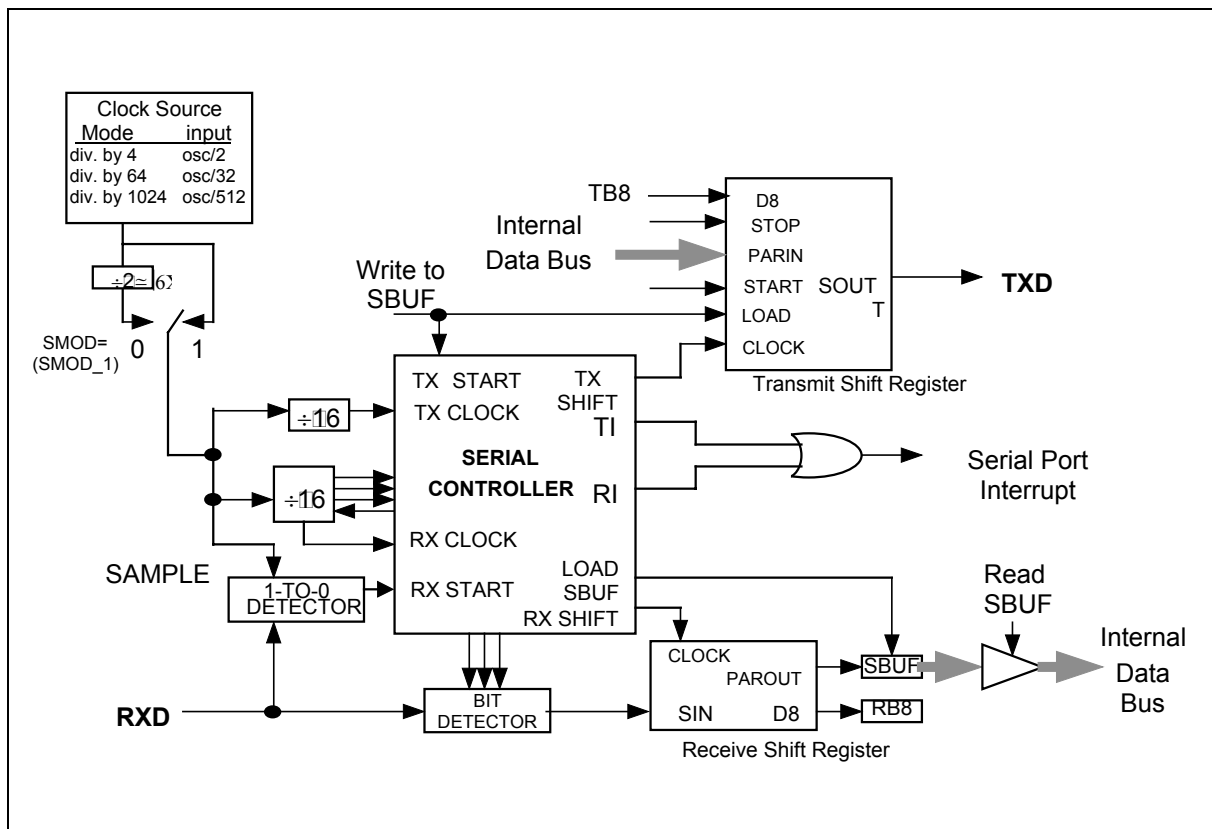 Clock Source
Mode input
div. by 4 osc/2
div. by 64 osc/32
div. by 1024 osc/512
÷2
SMOD=
(SMOD_1)
0 1
TB8
Internal
Data Bus
Write to
SBUF
D8
STOP
PARIN
START
LOAD
CLOCK
SOUT
T
TXD
Transmit Shift Register
÷16
÷16
TX START
TX CLOCK
SERIAL
CONTROLLER
RX CLOCK
RX START
TX
SHIFT
TI
RI
LOAD
SBUF
RX SHIFT
Serial Port
Interrupt
SAMPLE
1-TO-0
DETECTOR
RXD
BIT
DETECTOR
CLOCK
PAROUT
SIN D8
Receive Shift Register
SBUF
RB8
Read
SBUF
Internal
Data
Bus